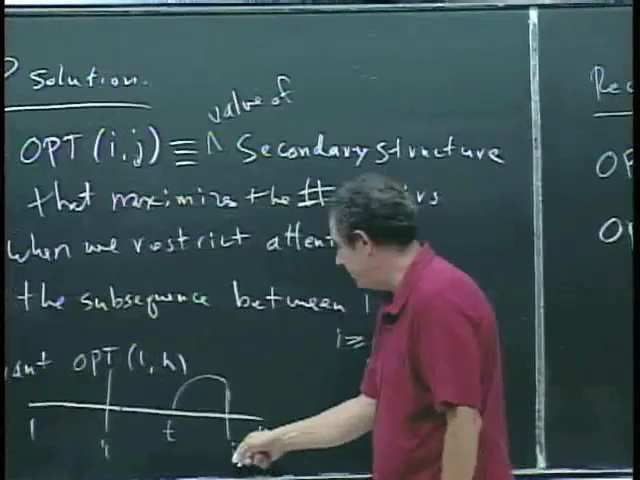 Solution.
value of
OPT(i,j) ≡ ^ Secondary structure
that maximizes the #
when we restrict
the subsequence between i
i≥
OPT(1,n)
1 i t
Re
OP
O